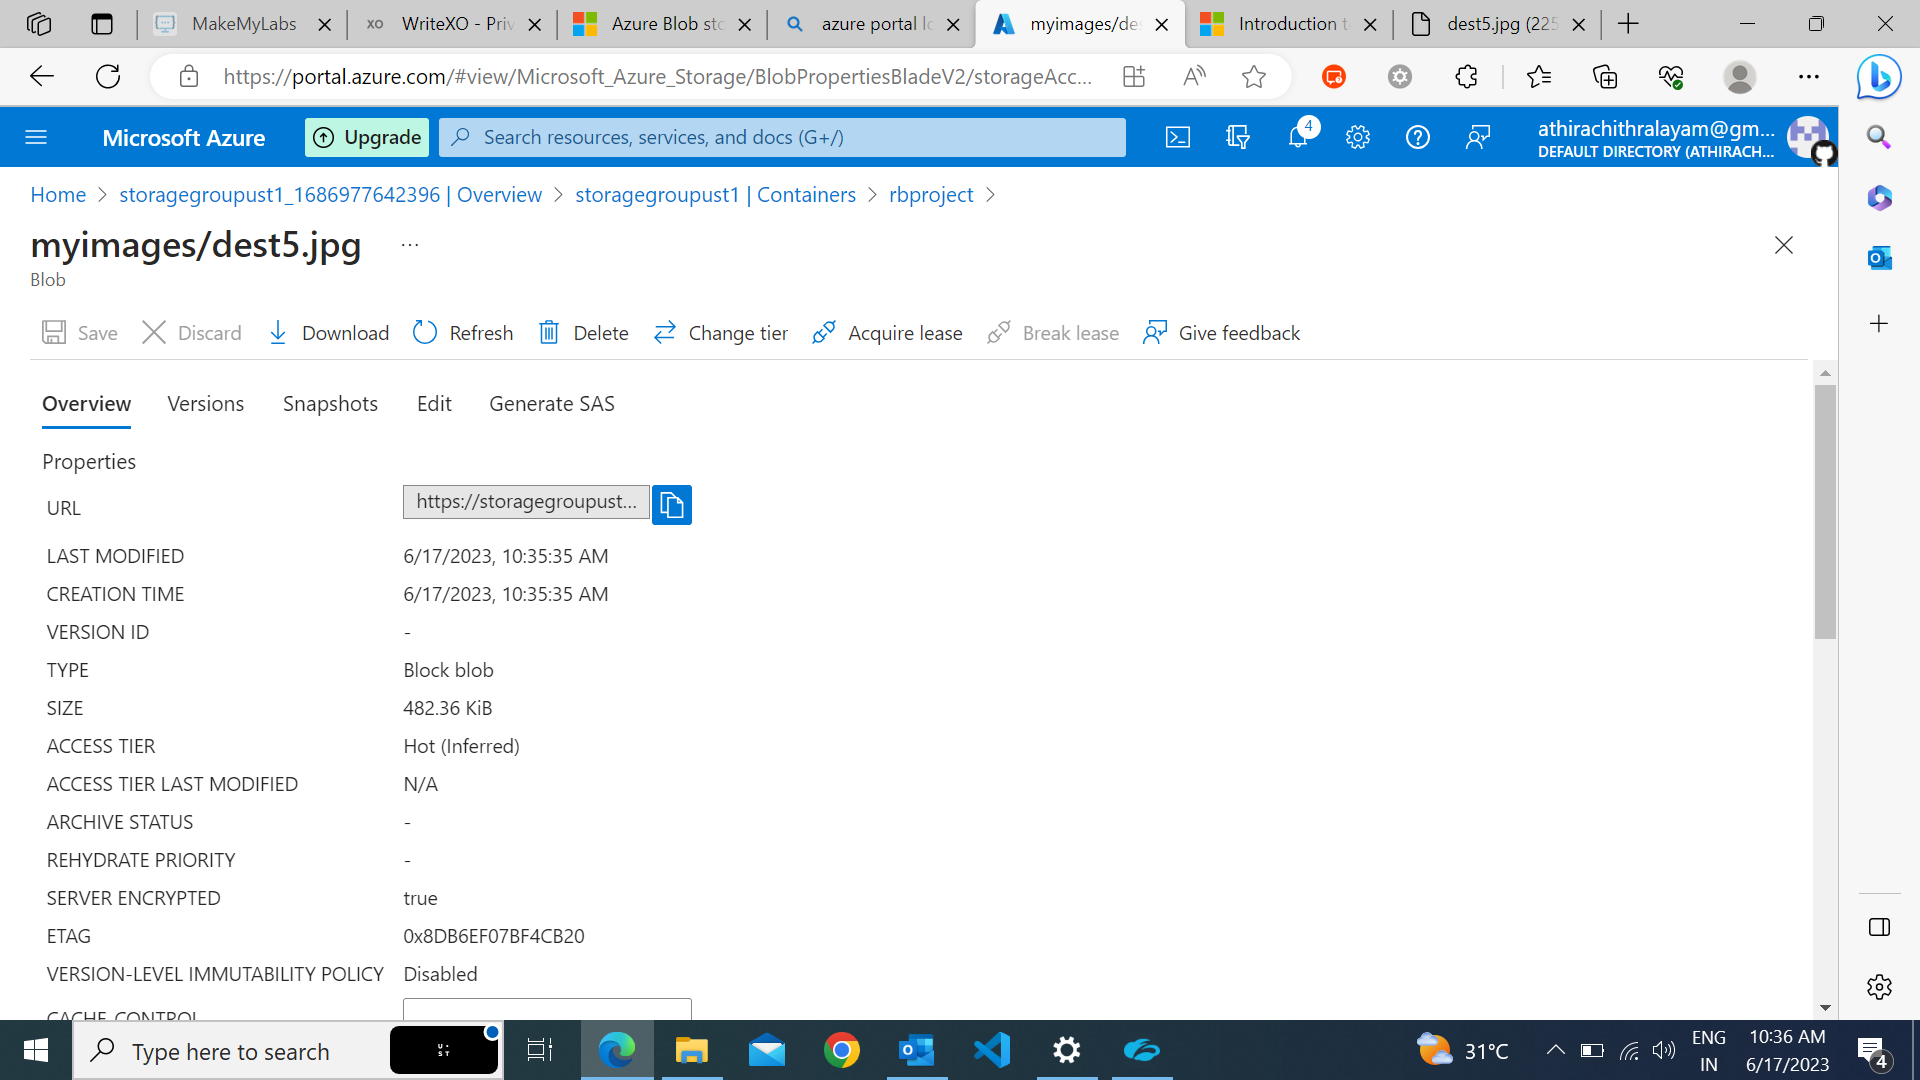 MakeMyLabs
WriteXO - Priv
Azure Blob sto
azure portal lo
myimages/des
Introduction t
dest5.jpg (225
https://portal.azure.com/#view/Microsoft_Azure_Storage/BlobPropertiesBladeV2/storageAcc...
Microsoft Azure
Upgrade
Search resources, services, and docs (G+/)
4
athirachithralayam@gm...
DEFAULT DIRECTORY (ATHIRACH...
Home > storagegroupust1_1686977642396 | Overview > storagegroupust1 | Containers > rbproject >
myimages/dest5.jpg ...
Blob
Save Discard Download Refresh Delete Change tier Acquire lease Break lease Give feedback
Overview Versions Snapshots Edit Generate SAS
Properties
URL https://storagegroupust...
LAST MODIFIED 6/17/2023, 10:35:35 AM
CREATION TIME 6/17/2023, 10:35:35 AM
VERSION ID -
TYPE Block blob
SIZE 482.36 KiB
ACCESS TIER Hot (Inferred)
ACCESS TIER LAST MODIFIED N/A
ARCHIVE STATUS -
REHYDRATE PRIORITY -
SERVER ENCRYPTED true
ETAG 0x8DB6EF07BF4CB20
VERSION-LEVEL IMMUTABILITY POLICY Disabled
CACHE-CONTROL
Type here to search
31°C
ENG
IN
10:36 AM
6/17/2023
4